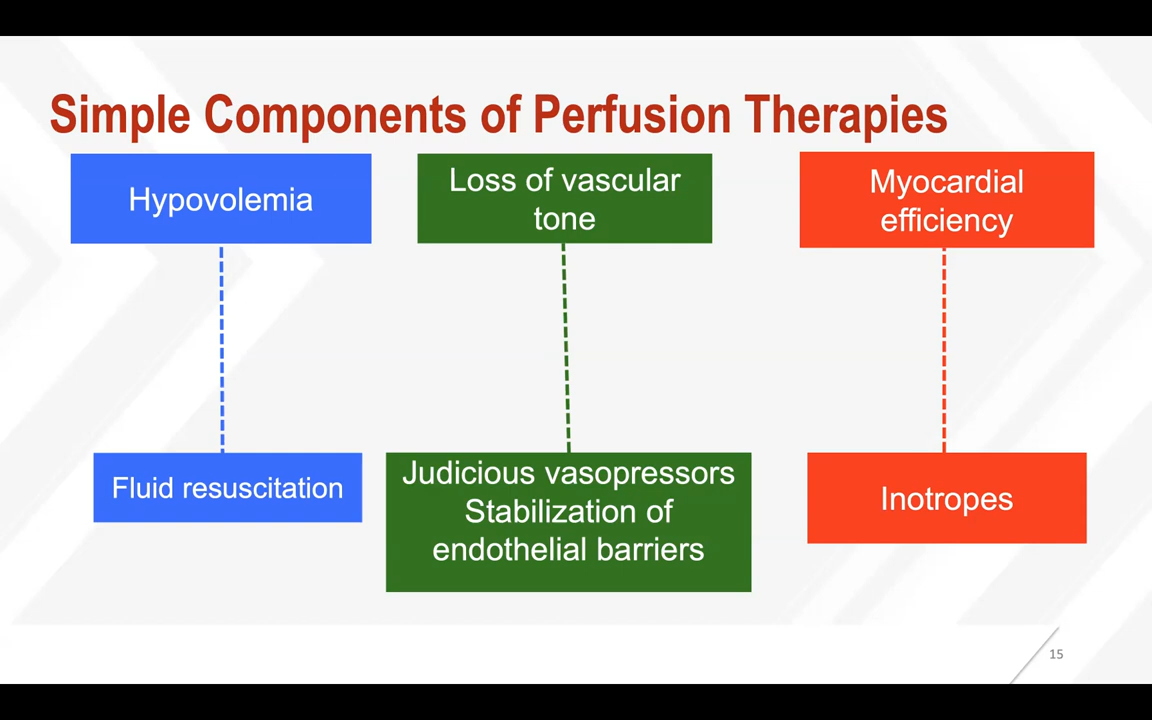 Simple Components of Perfusion Therapies
Hypovolemia
Loss of vascular
tone
Myocardial
efficiency
Fluid resuscitation
Judicious vasopressors
Stabilization of
endothelial barriers
Inotropes
15